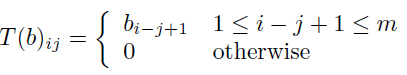 T(b)_{ij} = { b_{i−j+1}  1 ≤ i − j + 1 ≤ m
0  otherwise